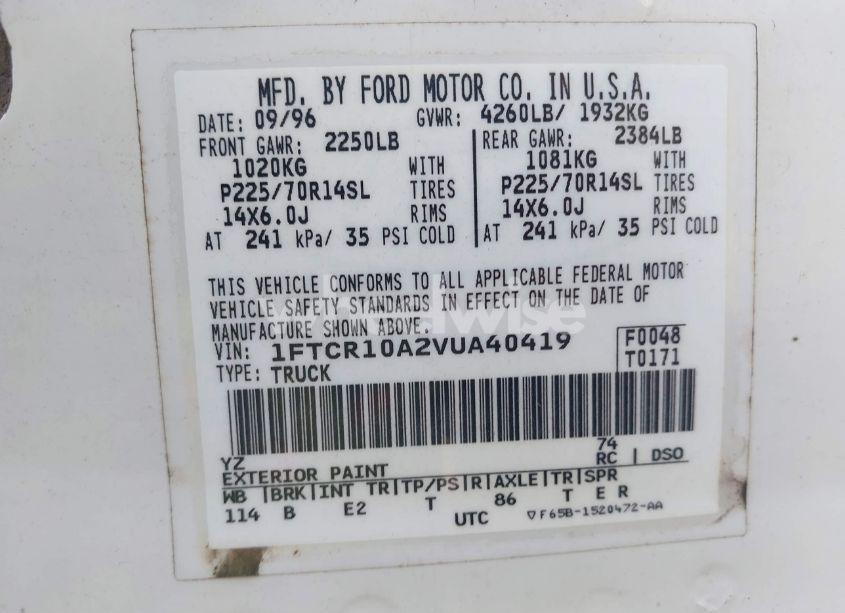 MFD. BY FORD MOTOR CO. IN U.S.A.
DATE: 09/96 GVWR: 4260LB/ 1932KG
FRONT GAWR: 2250LB REAR GAWR: 2384LB
1020KG WITH 1081KG WITH
P225/70R14SL TIRES P225/70R14SL TIRES
14X6.0J RIMS 14X6.0J RIMS
AT 241 kPa/ 35 PSI COLD AT 241 kPa/ 35 PSI COLD
THIS VEHICLE CONFORMS TO ALL APPLICABLE FEDERAL MOTOR
VEHICLE SAFETY STANDARDS IN EFFECT ON THE DATE OF
MANUFACTURE SHOWN ABOVE.
VIN: 1FTCR10A2VUA40419 F0048
TYPE: TRUCK T0171
YZ 74
EXTERIOR PAINT RC DSO
WB BRK INT TR TP/PS R AXLE TR SPR
114 B E2 T 86 T E R
UTC ▽F65B-1520472-AA